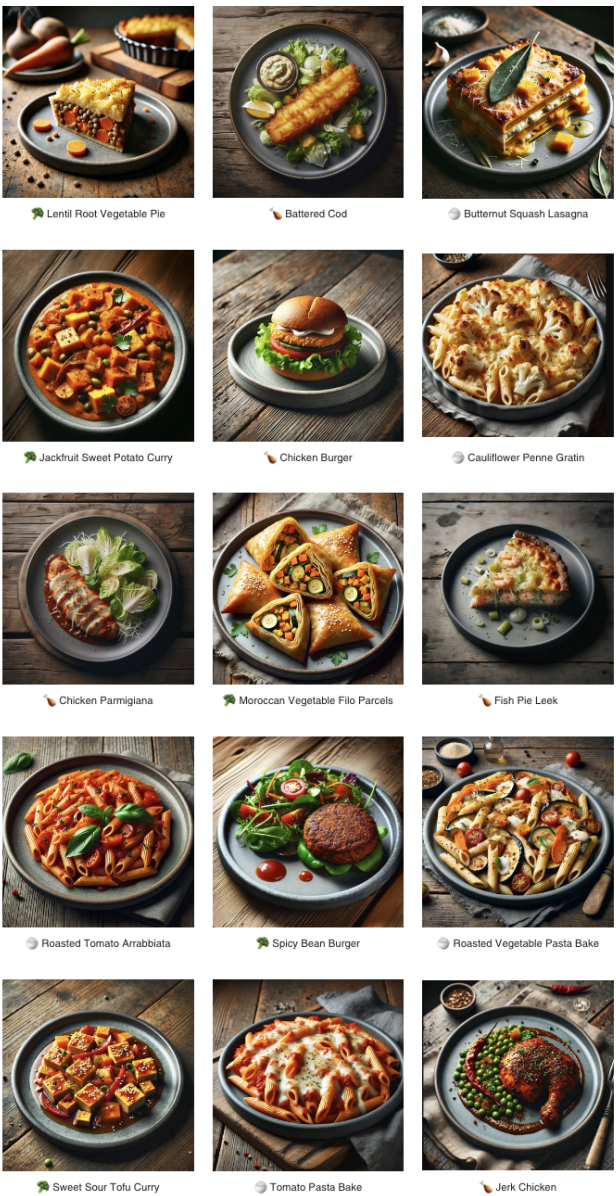 🥦 Lentil Root Vegetable Pie
🍗 Battered Cod
🍚 Butternut Squash Lasagna
🥦 Jackfruit Sweet Potato Curry
🍗 Chicken Burger
🍚 Cauliflower Penne Gratin
🍗 Chicken Parmigiana
🥦 Moroccan Vegetable Filo Parcels
🍗 Fish Pie Leek
🍚 Roasted Tomato Arrabbiata
🥦 Spicy Bean Burger
🍚 Roasted Vegetable Pasta Bake
🥦 Sweet Sour Tofu Curry
🍚 Tomato Pasta Bake
🍗 Jerk Chicken